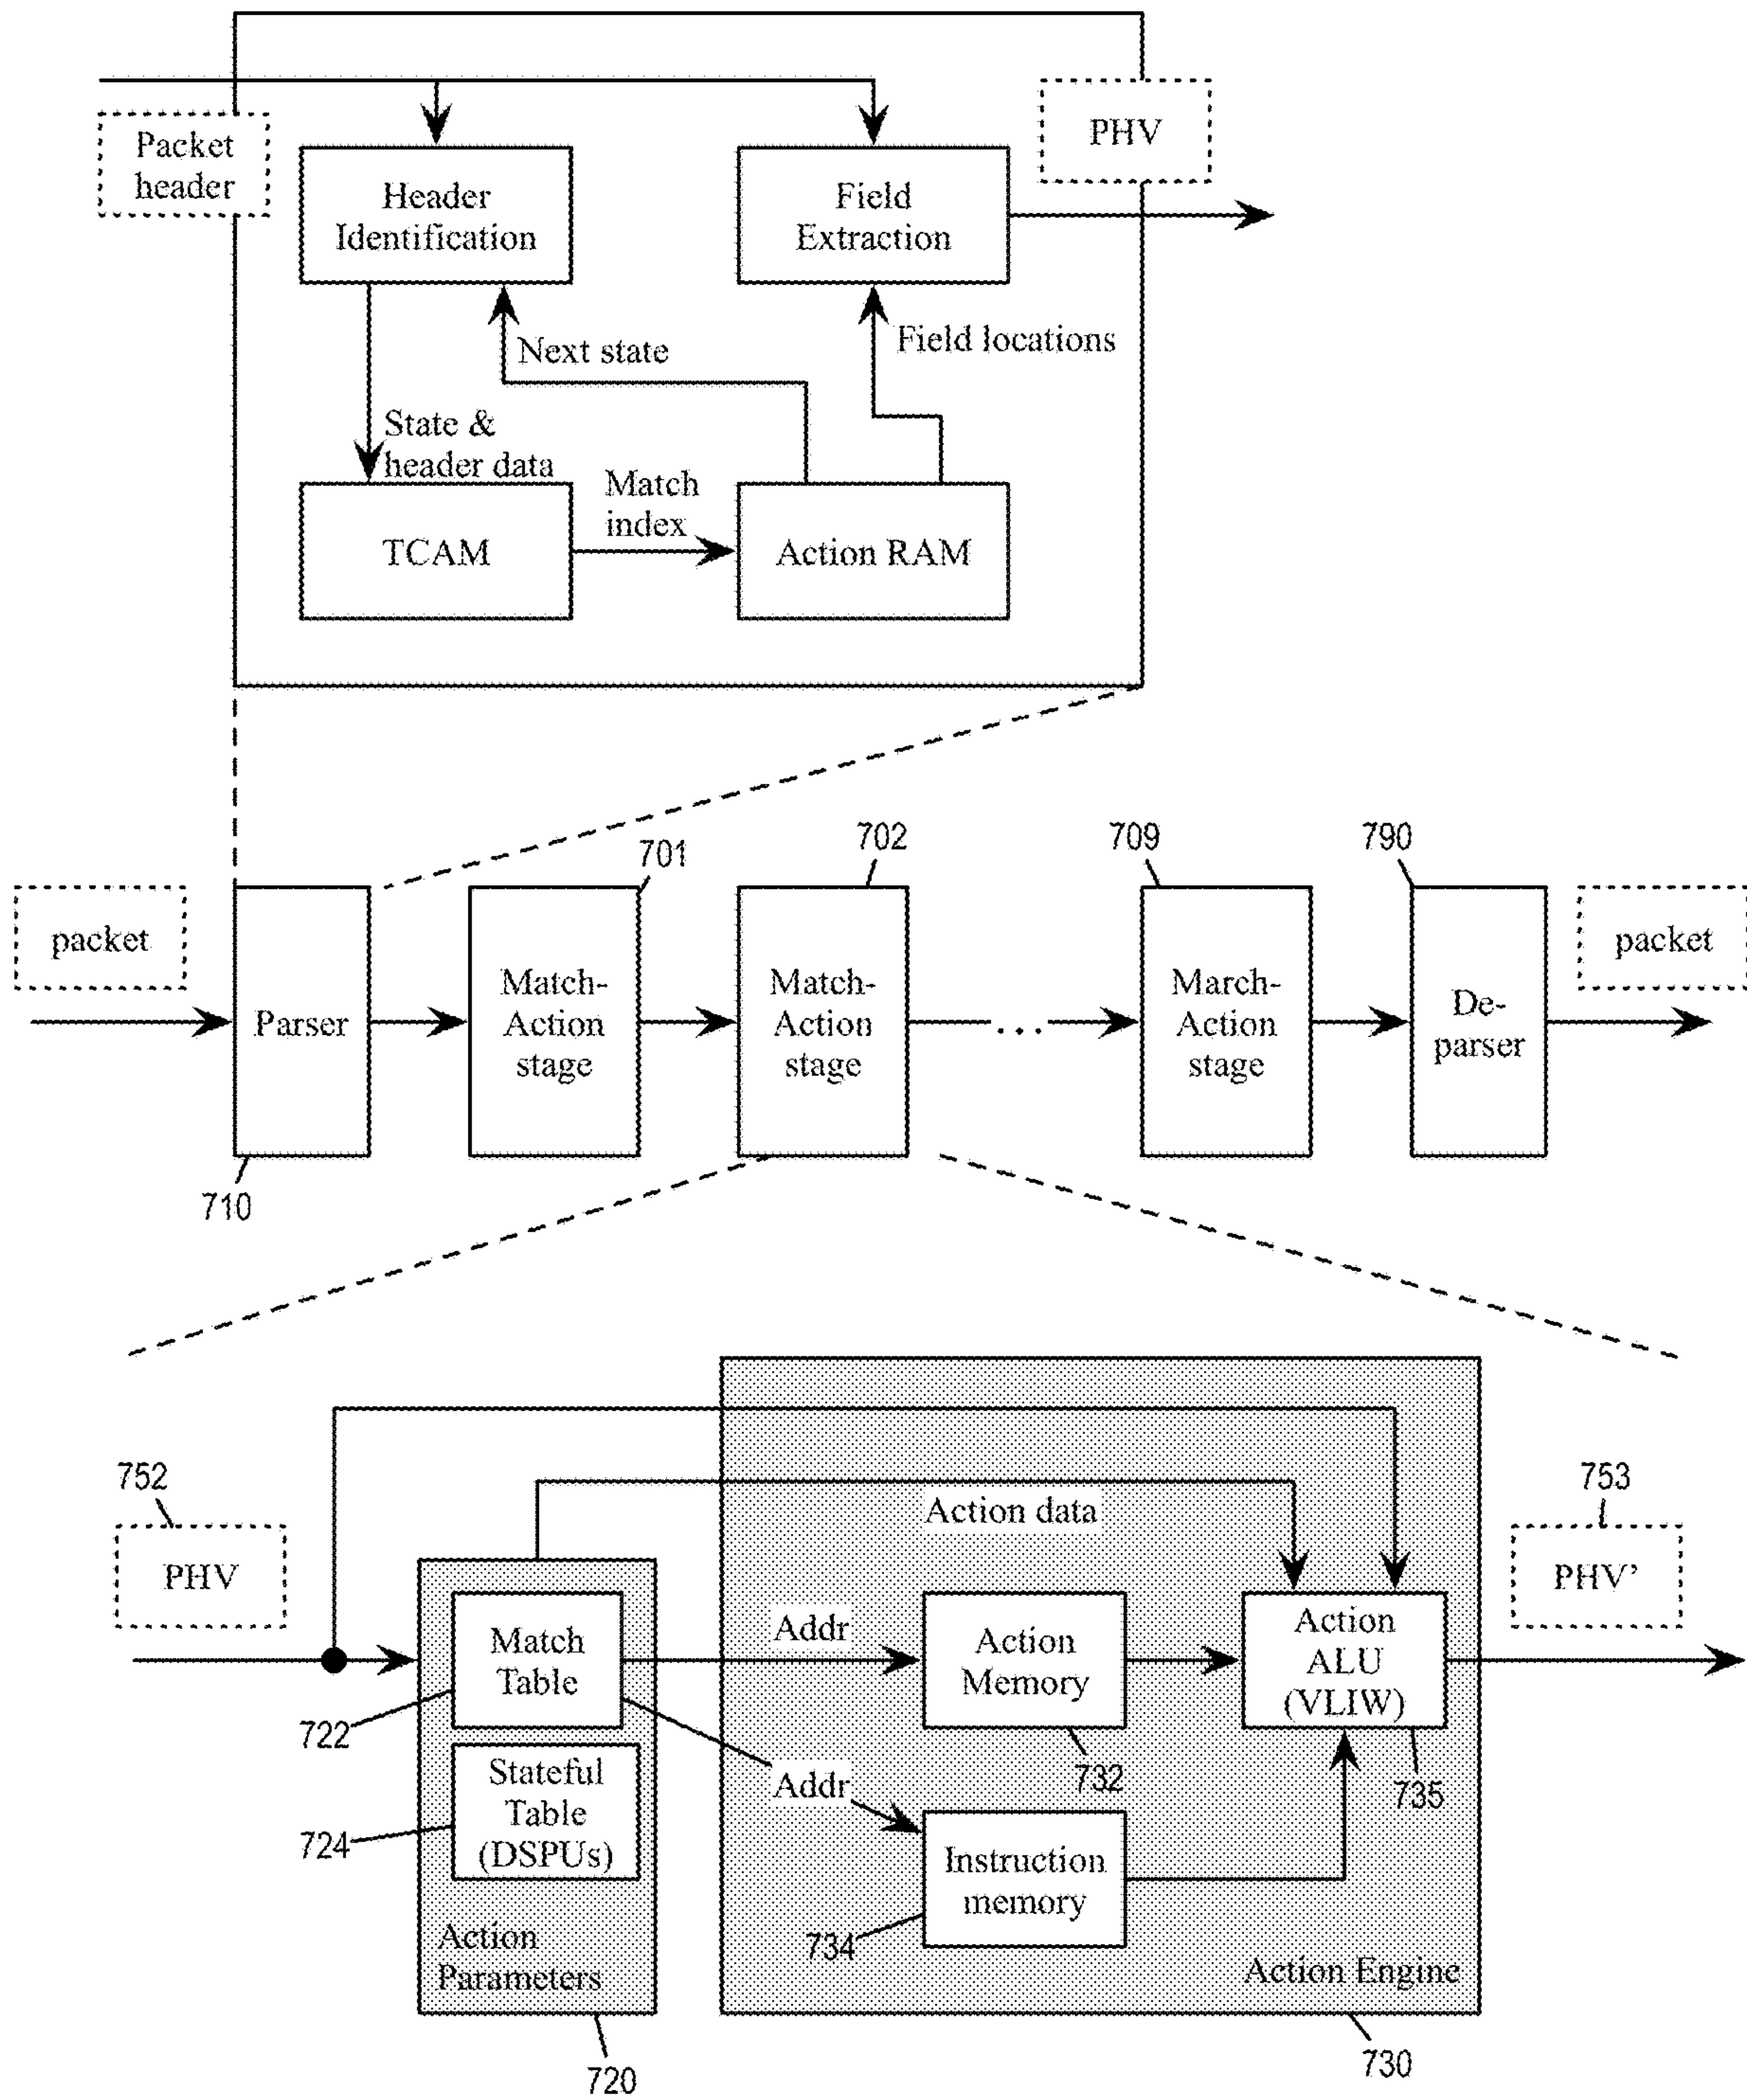 Packet
header
PHV
Header
Identification
Field
Extraction
Next state
Field locations
State &
header data
Match
index
TCAM
Action RAM
701
702
709
790
packet
packet
Parser
Match-
Action
stage
Match-
Action
stage
...
March-
Action
stage
De-
parser
710
752
753
PHV
Action data
PHV’
Match
Table
Addr
Action
Memory
Action
ALU
(VLIW)
722
732
735
Stateful
Table
(DSPUs)
Addr
724
Instruction
memory
734
Action
Parameters
Action Engine
720
730